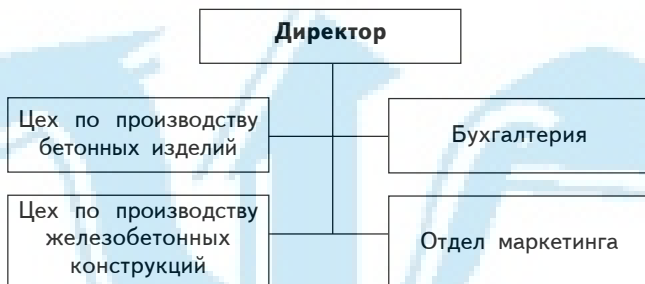 Директор
Цех по производству
бетонных изделий
Бухгалтерия
Цех по производству
железобетонных
конструкций
Отдел маркетинга